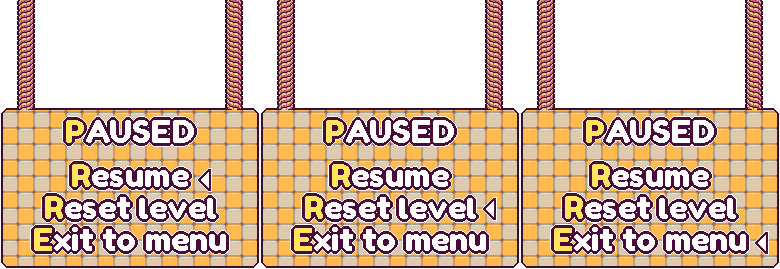 PAUSED
Resume
Reset level
Exit to menu
PAUSED
Resume
Reset level
Exit to menu
PAUSED
Resume
Reset level
Exit to menu